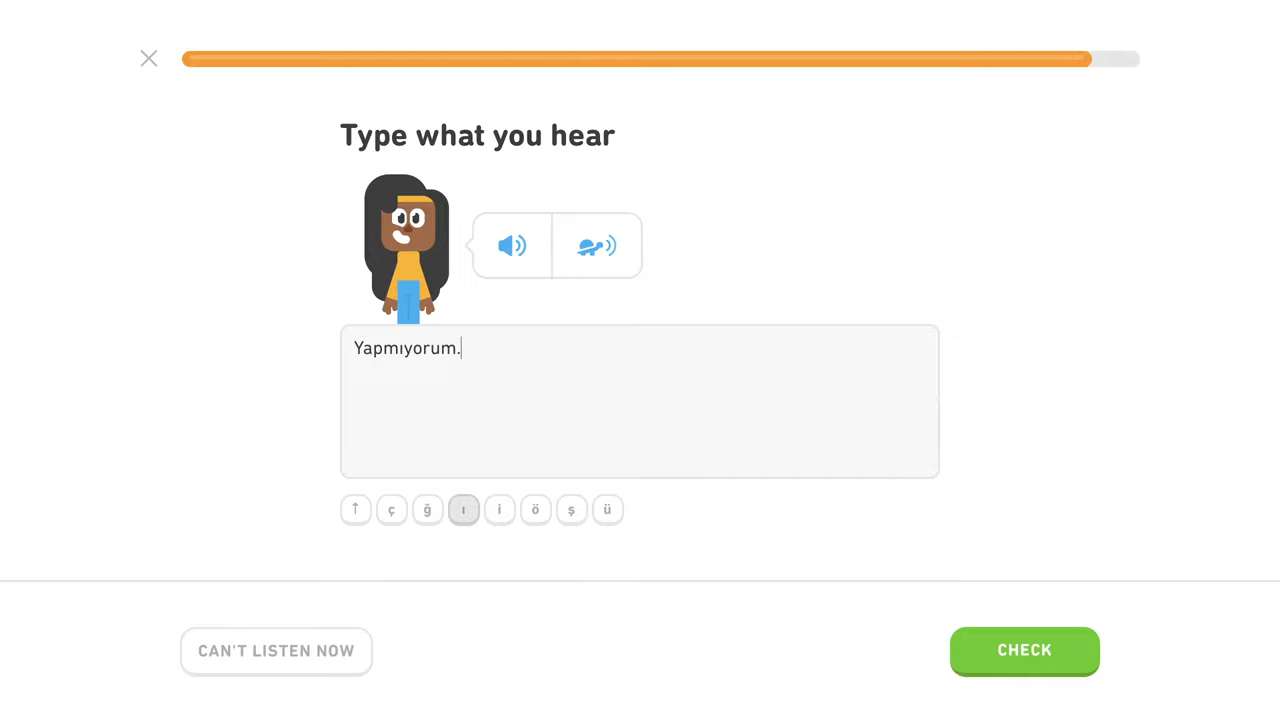 Type what you hear
Yapmıyorum.
↑ ç ğ ı i ö ş ü
CAN'T LISTEN NOW
CHECK